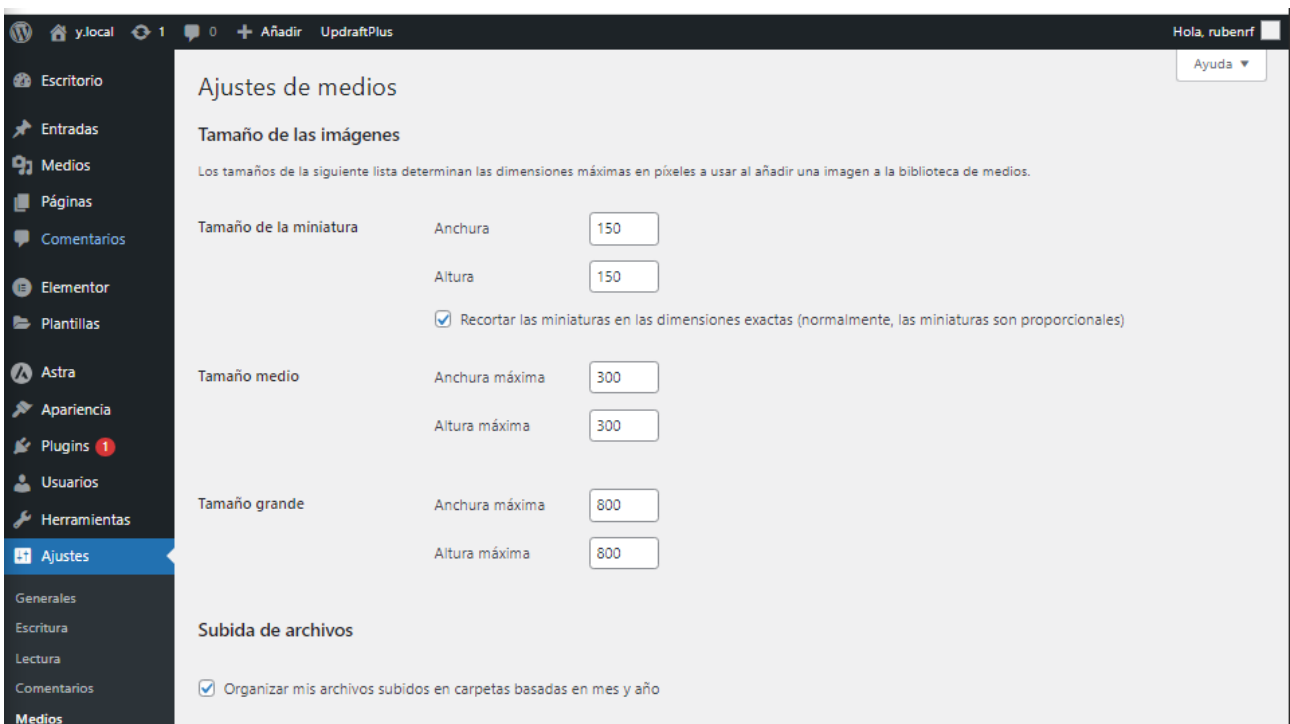 y.local 1 0 Añadir UpdraftPlus Hola, rubenrf
Ayuda
Escritorio
Entradas
Medios
Páginas
Comentarios
Elementor
Plantillas
Astra
Apariencia
Plugins 1
Usuarios
Herramientas
Ajustes
Generales
Escritura
Lectura
Comentarios
Medios
Ajustes de medios
Tamaño de las imágenes
Los tamaños de la siguiente lista determinan las dimensiones máximas en píxeles a usar al añadir una imagen a la biblioteca de medios.
Tamaño de la miniatura Anchura 150
Altura 150
Recortar las miniaturas en las dimensiones exactas (normalmente, las miniaturas son proporcionales)
Tamaño medio Anchura máxima 300
Altura máxima 300
Tamaño grande Anchura máxima 800
Altura máxima 800
Subida de archivos
Organizar mis archivos subidos en carpetas basadas en mes y año